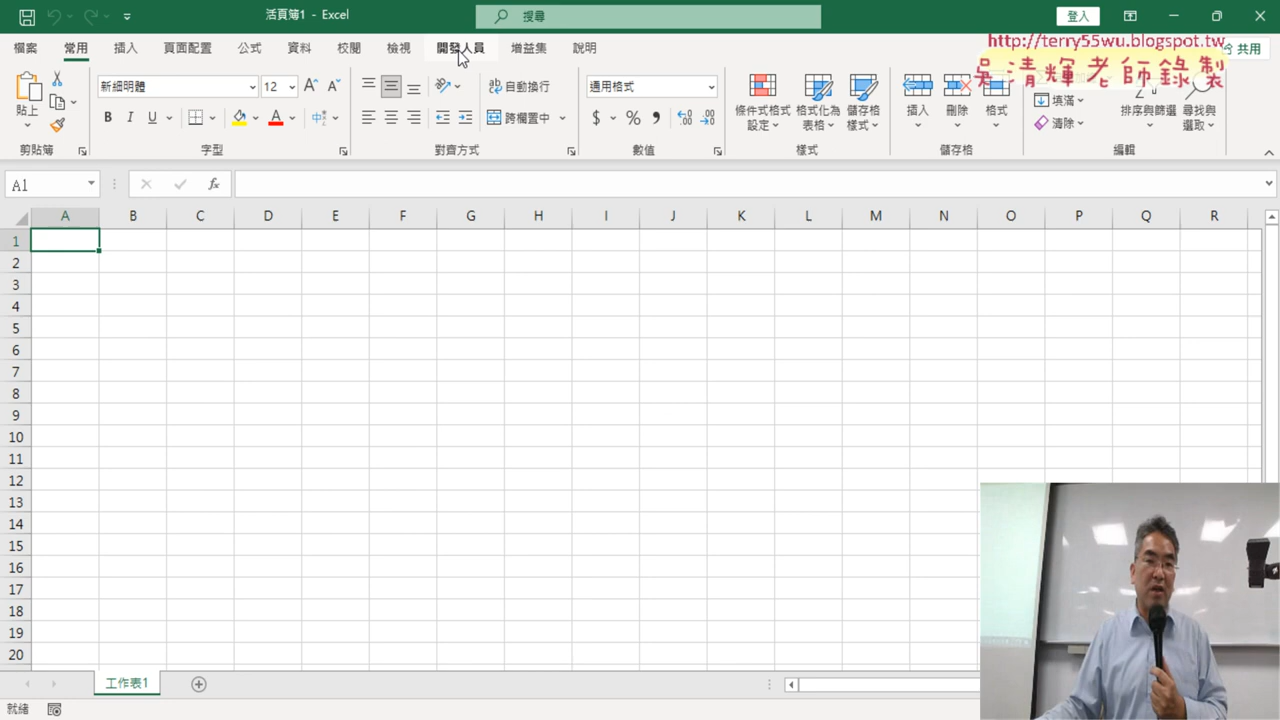 活頁簿1 - Excel
搜尋
登入
檔案 常用 插入 頁面配置 公式 資料 校閱 檢視 開發人員 增益集 說明
共用
http://terry55wu.blogspot.tw
吳清輝老師錄製
貼上
剪貼簿
新細明體
12
B I U
字型
自動換行
跨欄置中
對齊方式
通用格式
$ % ,
數值
條件式格式設定
格式化為表格
儲存格樣式
樣式
插入
刪除
格式
儲存格
填滿
清除
排序與篩選
尋找與選取
編輯
A1
fx
A B C D E F G H I J K L M N O P Q R
1
2
3
4
5
6
7
8
9
10
11
12
13
14
15
16
17
18
19
20
工作表1
就緒